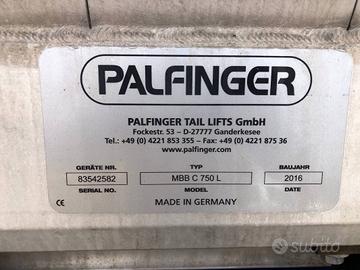 PALFINGER
PALFINGER TAIL LIFTS GmbH
Fockestr. 53 – D-27777 Ganderkesee
Tel.: +49 (0) 4221 853 355 – Fax: +49 (0) 4221 875 36
www.palfinger.com
GERÄTE NR. TYP BAUJAHR
83542582 MBB C 750 L 2016
SERIAL NO. MODEL DATE
CE MADE IN GERMANY
subito